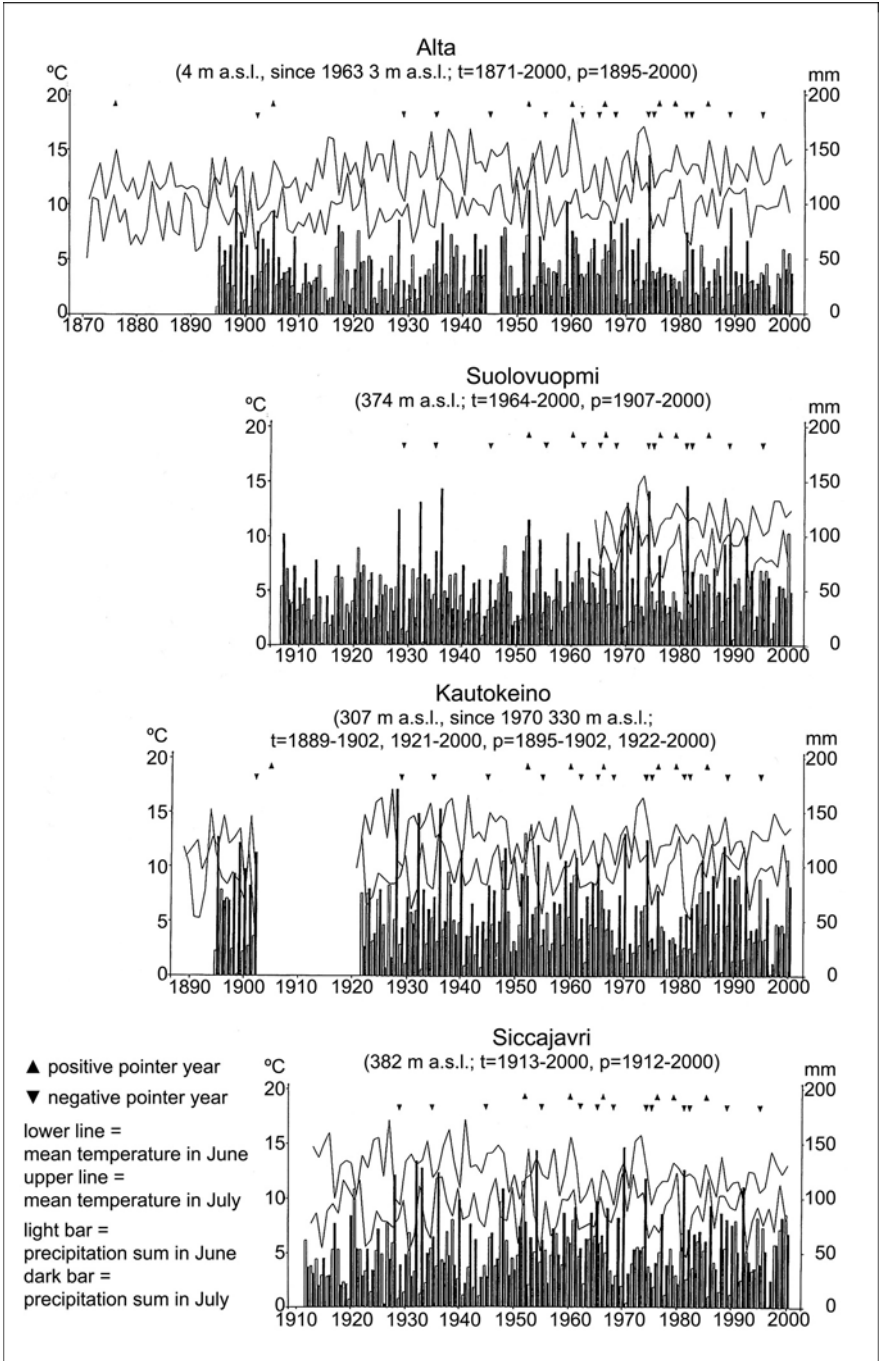 Alta
(4 m a.s.l., since 1963 3 m a.s.l.; t=1871-2000, p=1895-2000)
ºC mm
20 200
15 150
10 100
5 50
0 0
1870 1880 1890 1900 1910 1920 1930 1940 1950 1960 1970 1980 1990 2000
Suolovuopmi
(374 m a.s.l.; t=1964-2000, p=1907-2000)
ºC mm
20 200
15 150
10 100
5 50
0 0
1910 1920 1930 1940 1950 1960 1970 1980 1990 2000
Kautokeino
(307 m a.s.l., since 1970 330 m a.s.l.;
t=1889-1902, 1921-2000, p=1895-1902, 1922-2000)
ºC mm
20 200
15 150
10 100
5 50
0 0
1890 1900 1910 1920 1930 1940 1950 1960 1970 1980 1990 2000
Siccajavri
(382 m a.s.l.; t=1913-2000, p=1912-2000)
ºC mm
20 200
15 150
10 100
5 50
0 0
1910 1920 1930 1940 1950 1960 1970 1980 1990 2000
▲ positive pointer year
▼ negative pointer year
lower line =
mean temperature in June
upper line =
mean temperature in July
light bar =
precipitation sum in June
dark bar =
precipitation sum in July